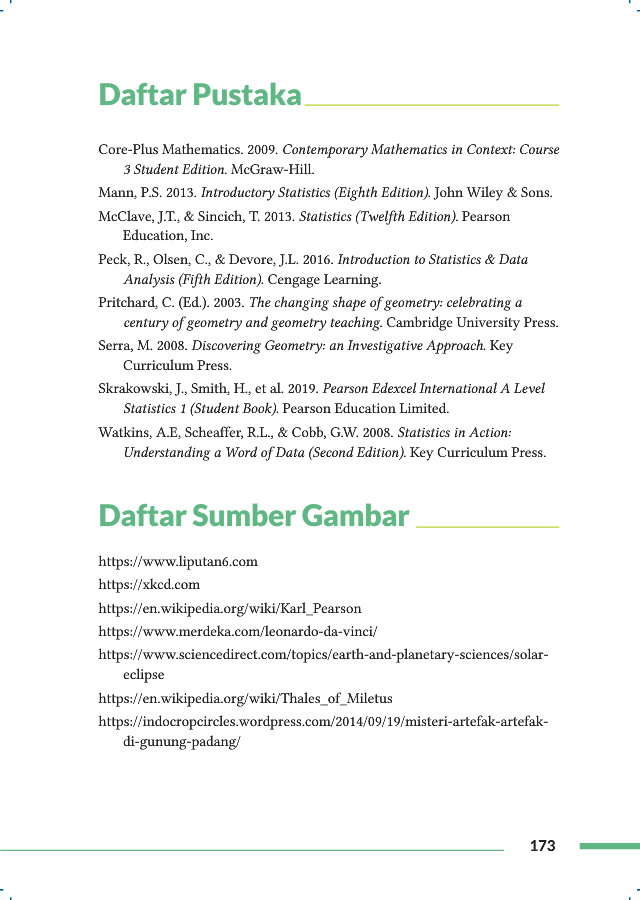 Daftar Pustaka
Core-Plus Mathematics. 2009. Contemporary Mathematics in Context: Course
3 Student Edition. McGraw-Hill.
Mann, P.S. 2013. Introductory Statistics (Eighth Edition). John Wiley & Sons.
McClave, J.T., & Sincich, T. 2013. Statistics (Twelfth Edition). Pearson
Education, Inc.
Peck, R., Olsen, C., & Devore, J.L. 2016. Introduction to Statistics & Data
Analysis (Fifth Edition). Cengage Learning.
Pritchard, C. (Ed.). 2003. The changing shape of geometry: celebrating a
century of geometry and geometry teaching. Cambridge University Press.
Serra, M. 2008. Discovering Geometry: an Investigative Approach. Key
Curriculum Press.
Skrakowski, J., Smith, H., et al. 2019. Pearson Edexcel International A Level
Statistics 1 (Student Book). Pearson Education Limited.
Watkins, A.E, Scheaffer, R.L., & Cobb, G.W. 2008. Statistics in Action:
Understanding a Word of Data (Second Edition). Key Curriculum Press.
Daftar Sumber Gambar
https://www.liputan6.com
https://xkcd.com
https://en.wikipedia.org/wiki/Karl_Pearson
https://www.merdeka.com/leonardo-da-vinci/
https://www.sciencedirect.com/topics/earth-and-planetary-sciences/solar-
eclipse
https://en.wikipedia.org/wiki/Thales_of_Miletus
https://indocropcircles.wordpress.com/2014/09/19/misteri-artefak-artefak-
di-gunung-padang/
173